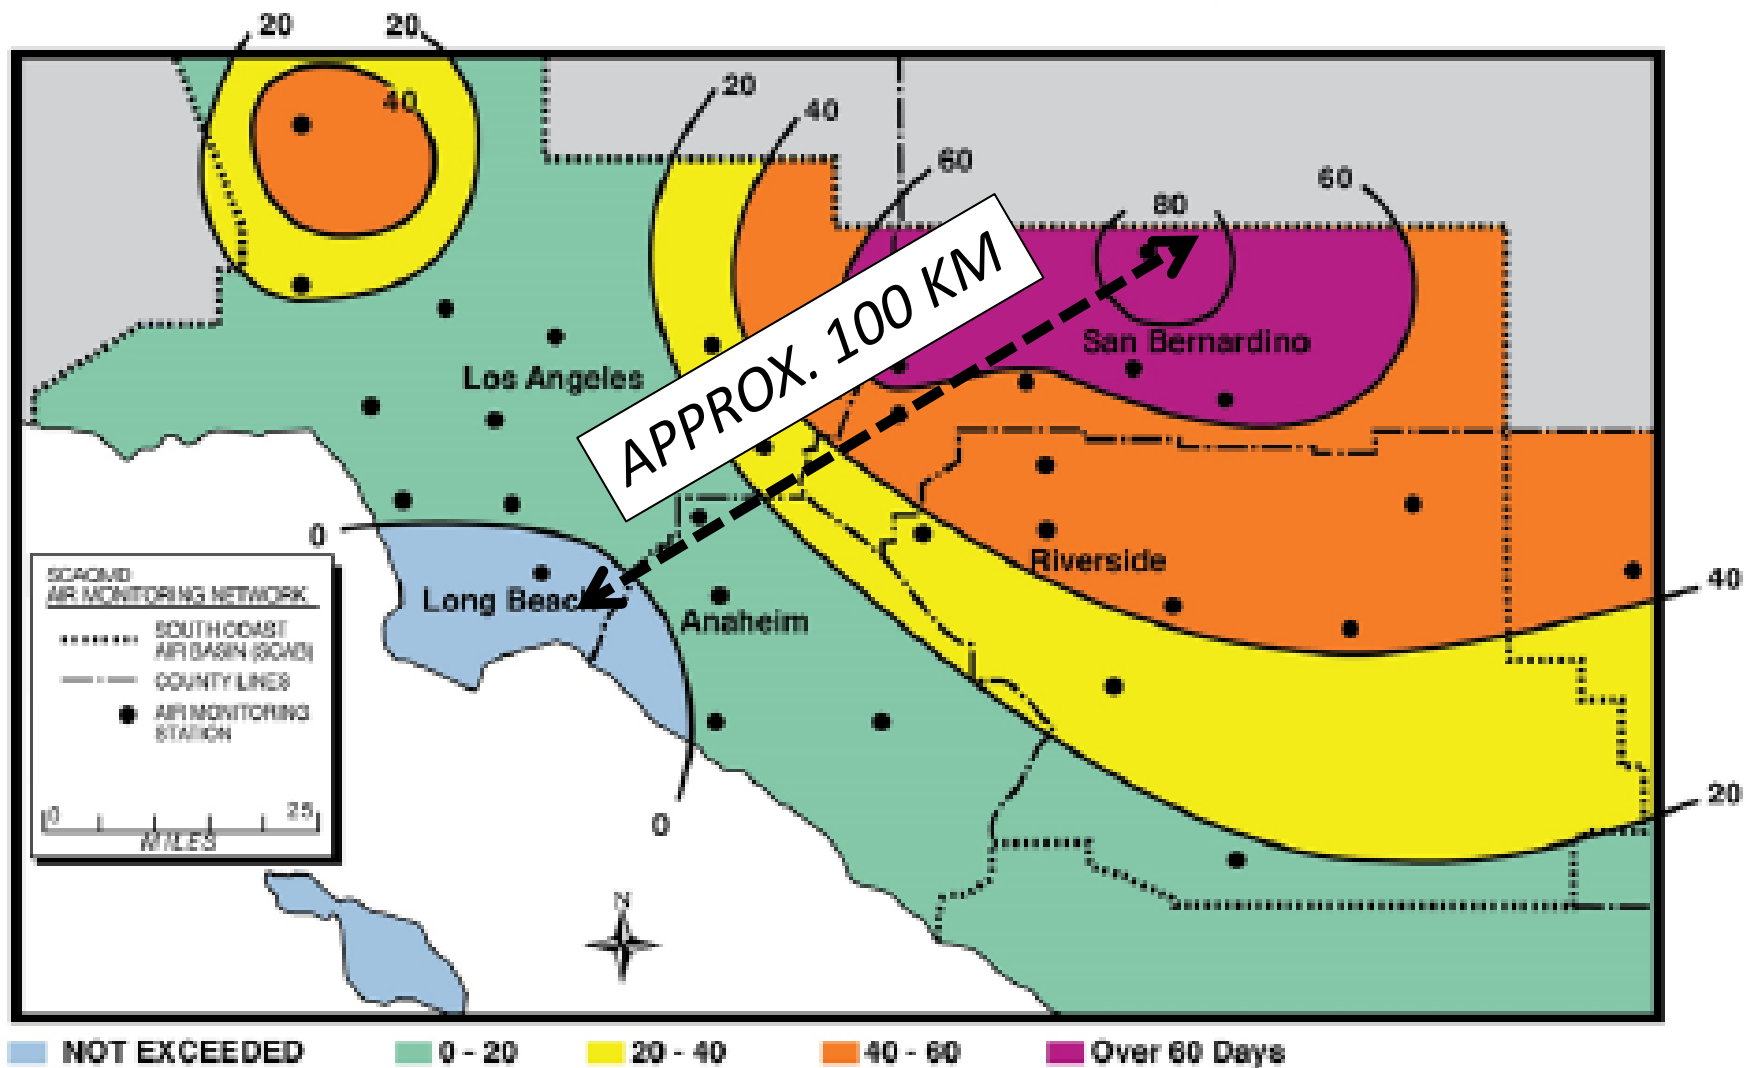 20
20
40
20
40
60
60
80
APPROX. 100 KM
San Bernardino
Los Angeles
0
Long Beach
Riverside
Anaheim
40
20
0
SCAQMD
AIR MONITORING NETWORK
SOUTH COAST
AIR BASIN (SCAB)
COUNTY LINES
AIR MONITORING
STATION
0 25
MILES
N
NOT EXCEEDED 0 - 20 20 - 40 40 - 60 Over 60 Days